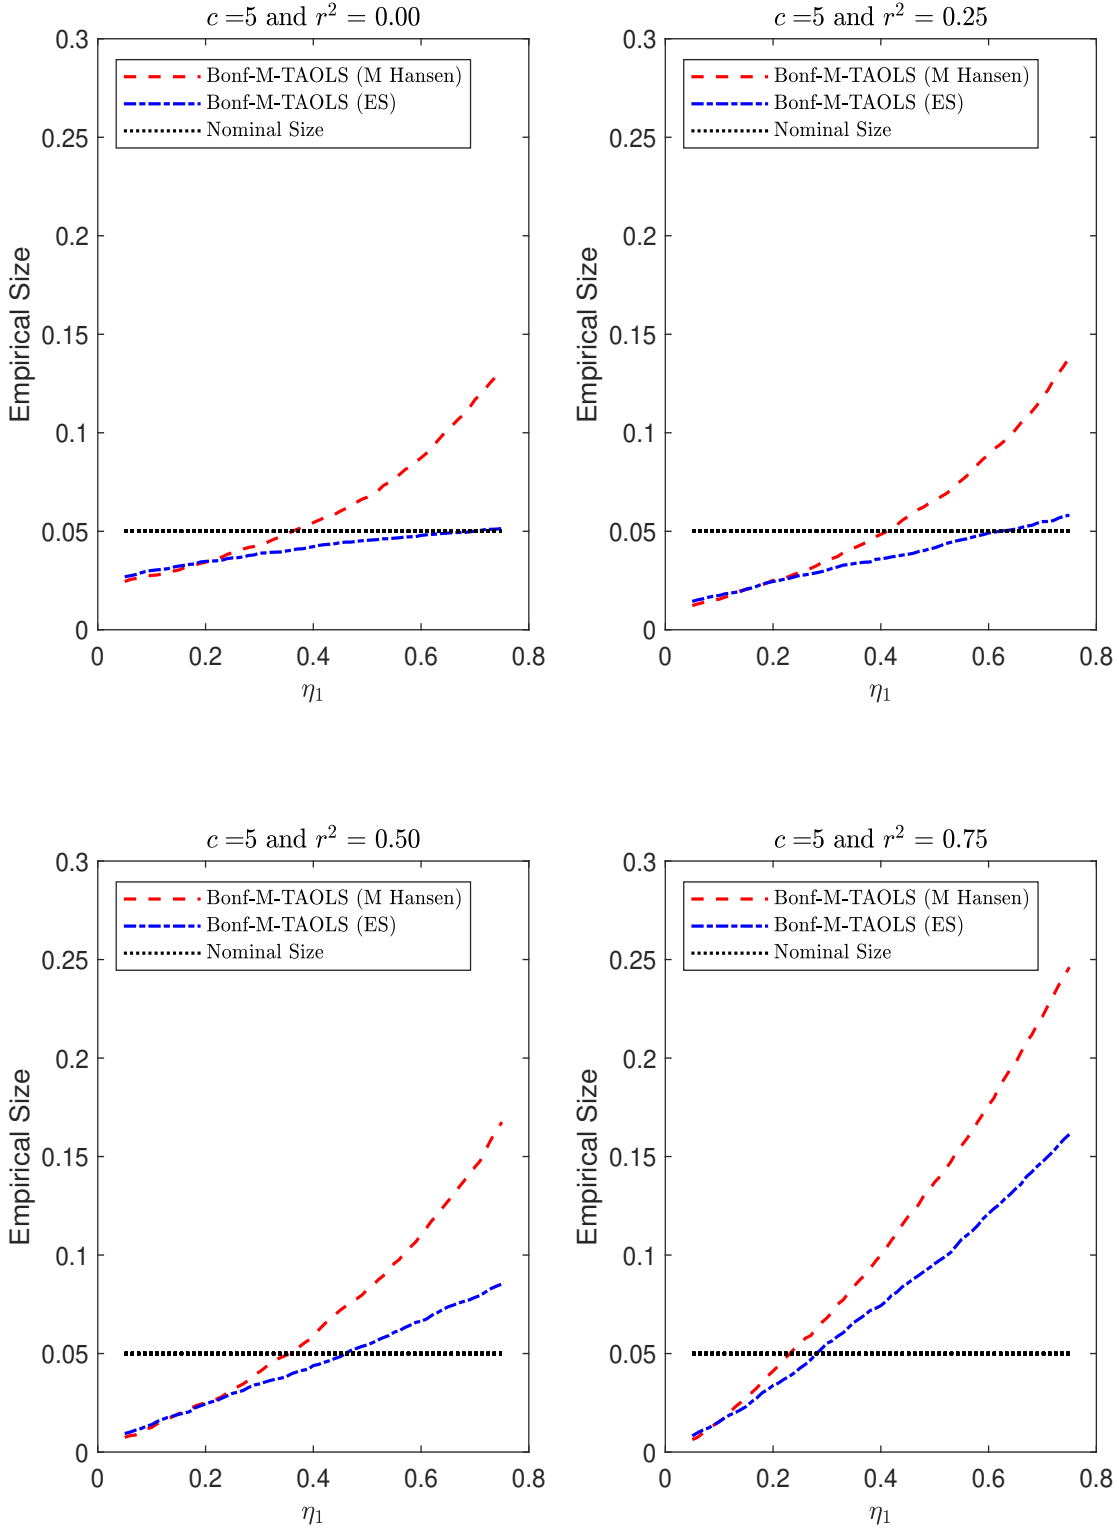 c =5 and r² = 0.00
0.3
0.25
0.2
0.15
0.1
0.05
0
Empirical Size
Bonf-M-TAOLS (M Hansen)
Bonf-M-TAOLS (ES)
Nominal Size
0 0.2 0.4 0.6 0.8
η₁
c =5 and r² = 0.25
0.3
0.25
0.2
0.15
0.1
0.05
0
Empirical Size
Bonf-M-TAOLS (M Hansen)
Bonf-M-TAOLS (ES)
Nominal Size
0 0.2 0.4 0.6 0.8
η₁
c =5 and r² = 0.50
0.3
0.25
0.2
0.15
0.1
0.05
0
Empirical Size
Bonf-M-TAOLS (M Hansen)
Bonf-M-TAOLS (ES)
Nominal Size
0 0.2 0.4 0.6 0.8
η₁
c =5 and r² = 0.75
0.3
0.25
0.2
0.15
0.1
0.05
0
Empirical Size
Bonf-M-TAOLS (M Hansen)
Bonf-M-TAOLS (ES)
Nominal Size
0 0.2 0.4 0.6 0.8
η₁